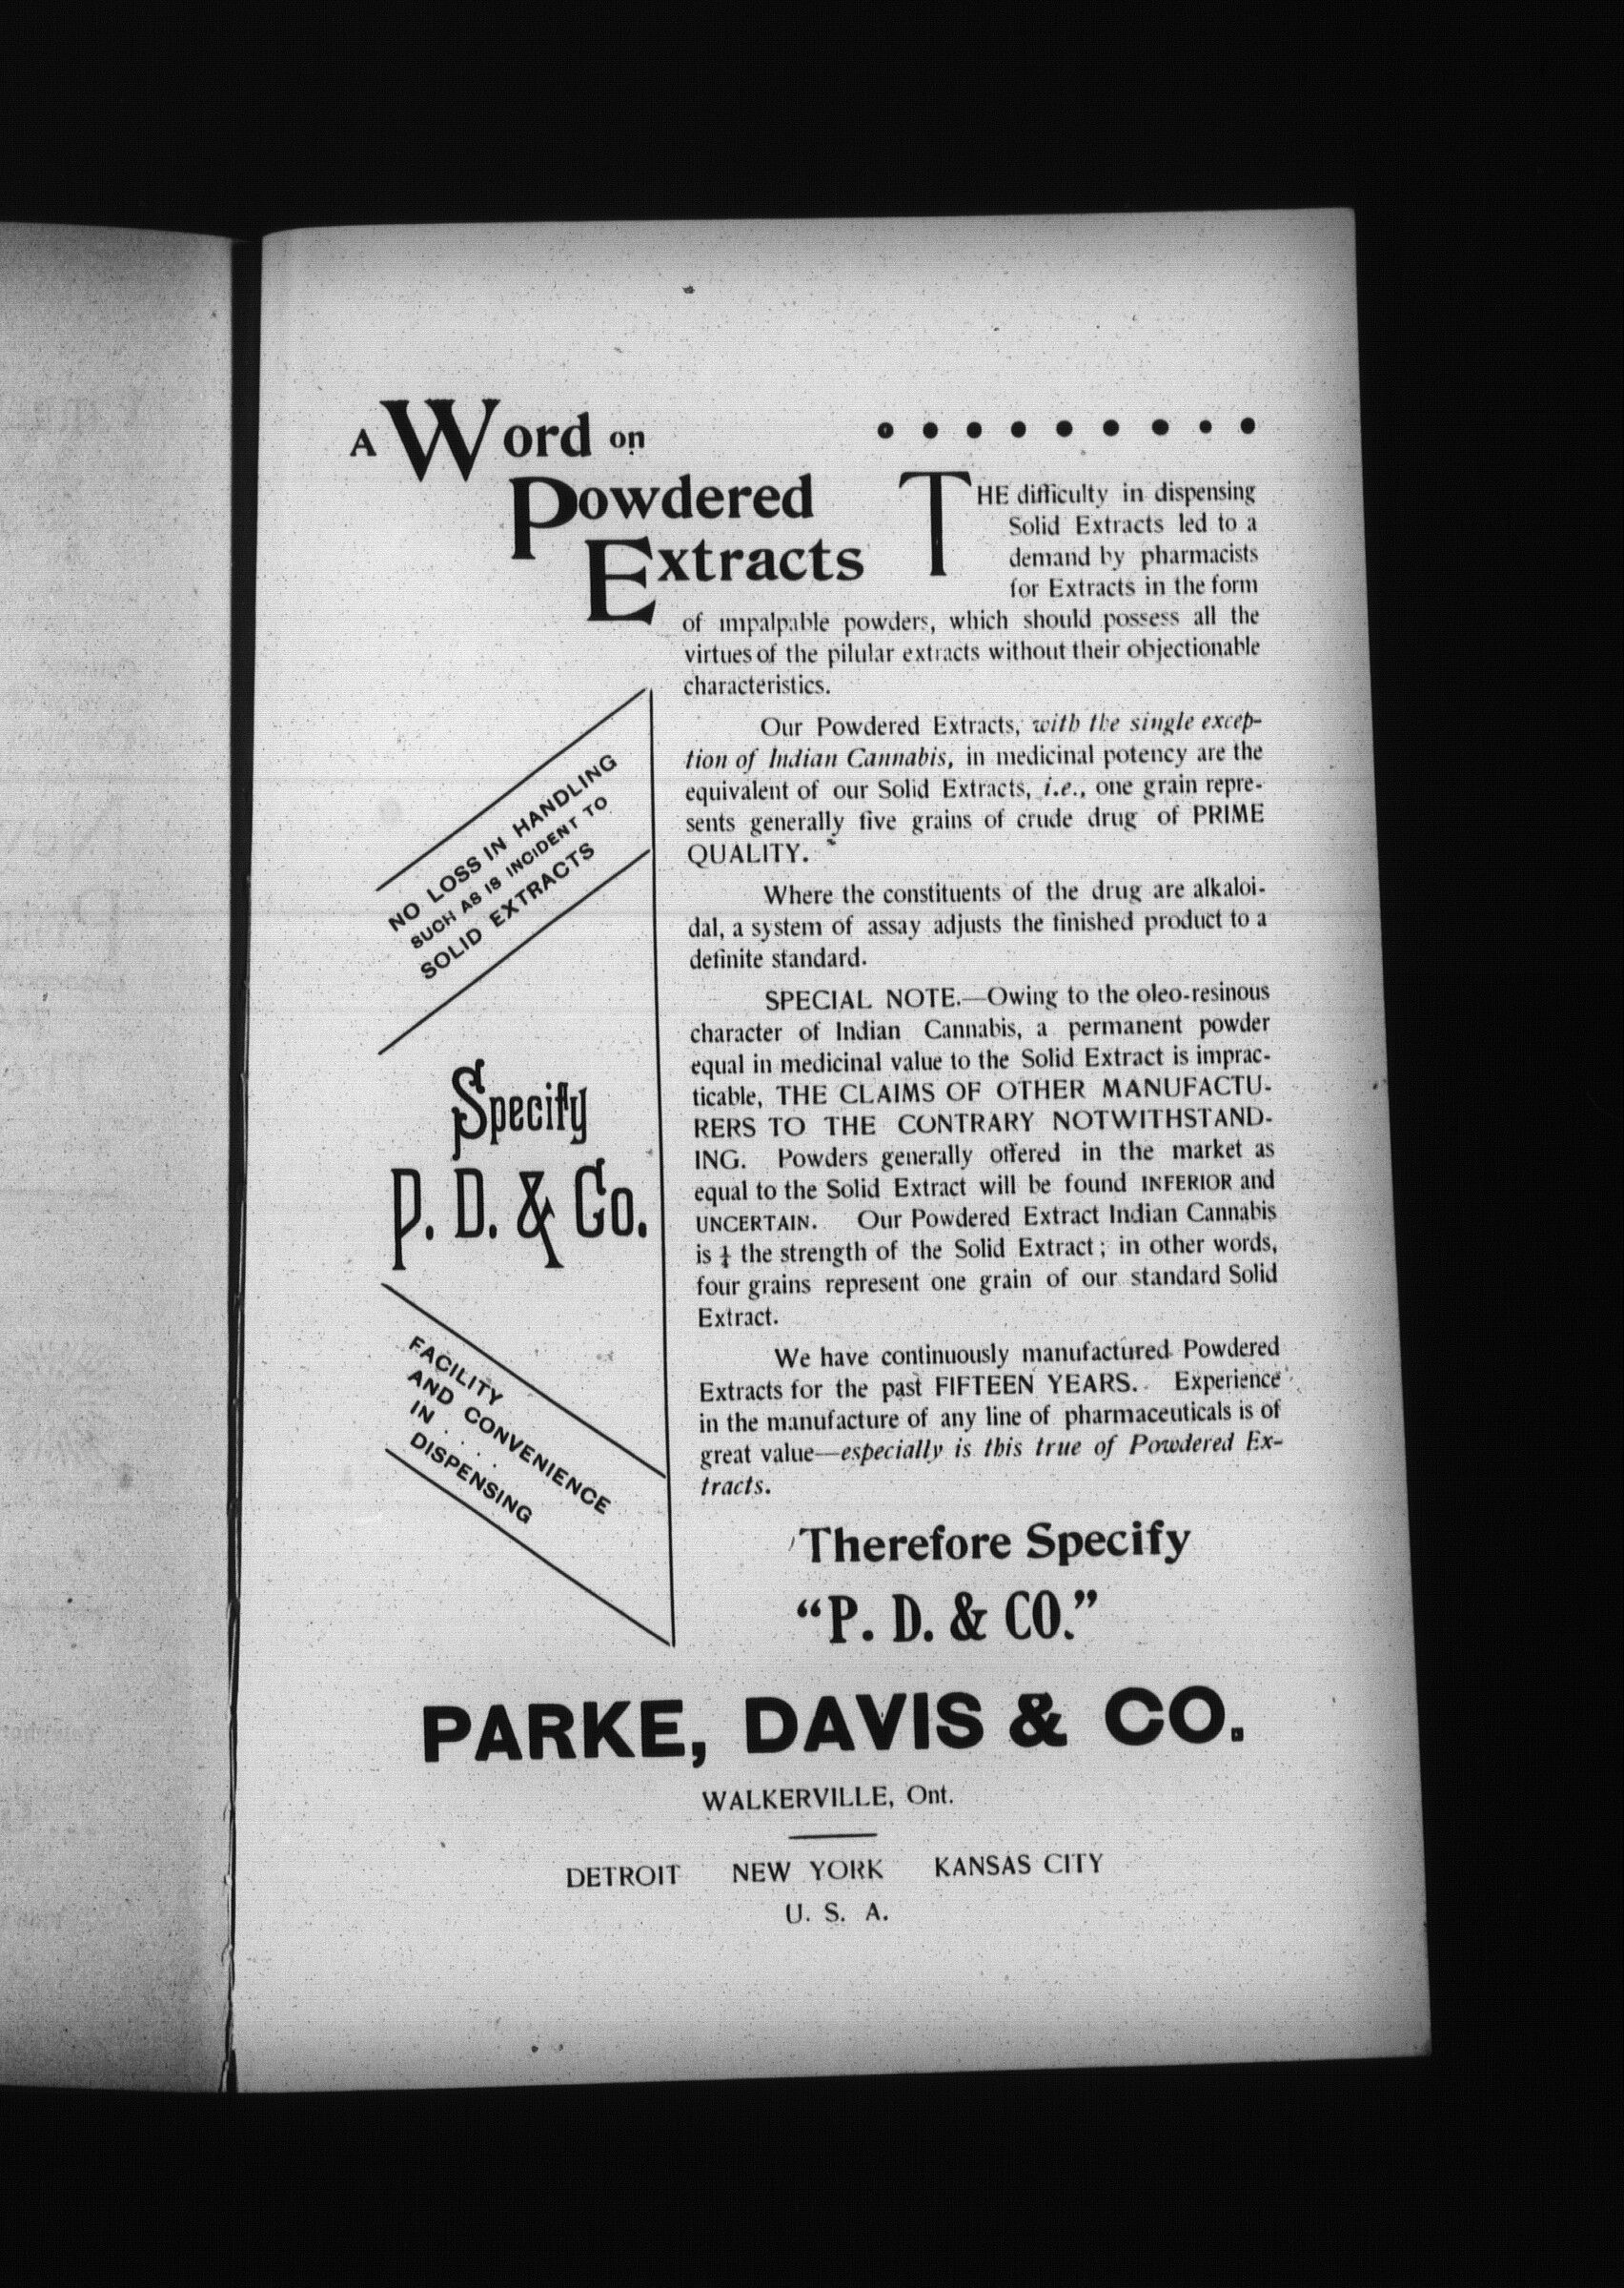 A Word on
Powdered
Extracts
THE difficulty in dispensing
Solid Extracts led to a
demand by pharmacists
for Extracts in the form
of impalpable powders, which should possess all the
virtues of the pilular extracts without their objectionable
characteristics.
Our Powdered Extracts, with the single excep-
tion of Indian Cannabis, in medicinal potency are the
equivalent of our Solid Extracts, i.e., one grain repre-
sents generally five grains of crude drug of PRIME
QUALITY.
Where the constituents of the drug are alkaloi-
dal, a system of assay adjusts the finished product to a
definite standard.
SPECIAL NOTE.—Owing to the oleo-resinous
character of Indian Cannabis, a permanent powder
equal in medicinal value to the Solid Extract is imprac-
ticable, THE CLAIMS OF OTHER MANUFACTU-
RERS TO THE CONTRARY NOTWITHSTAND-
ING. Powders generally offered in the market as
equal to the Solid Extract will be found INFERIOR and
UNCERTAIN. Our Powdered Extract Indian Cannabis
is ¼ the strength of the Solid Extract; in other words,
four grains represent one grain of our standard Solid
Extract.
We have continuously manufactured Powdered
Extracts for the past FIFTEEN YEARS. Experience
in the manufacture of any line of pharmaceuticals is of
great value—especially is this true of Powdered Ex-
tracts.
NO LOSS IN HANDLING
SUCH AS IS INCIDENT TO
SOLID EXTRACTS
Specify
P. D. & Co.
FACILITY
AND CONVENIENCE
IN . . . .
DISPENSING
Therefore Specify
“P. D. & CO.”
PARKE, DAVIS & CO.
WALKERVILLE, Ont.
DETROIT NEW YORK KANSAS CITY
U. S. A.